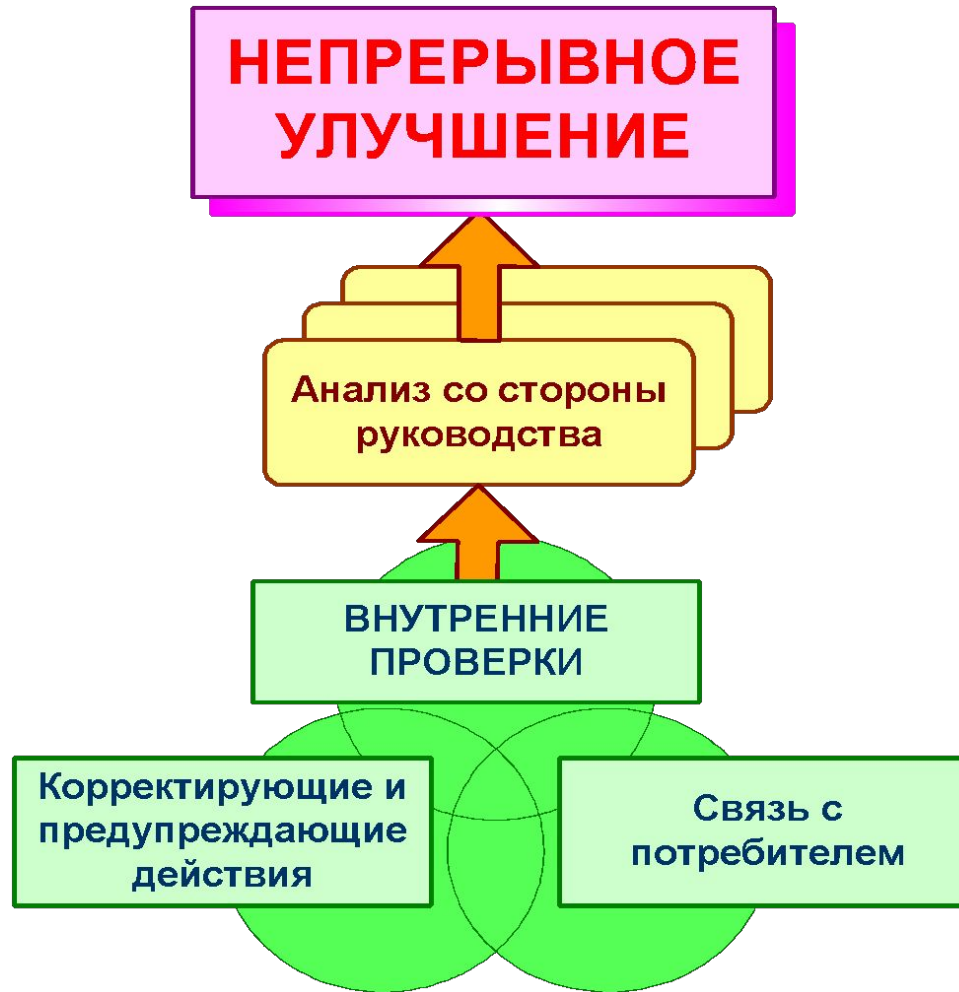 НЕПРЕРЫВНОЕ
УЛУЧШЕНИЕ
Анализ со стороны
руководства
ВНУТРЕННИЕ
ПРОВЕРКИ
Корректирующие и
предупреждающие
действия
Связь с
потребителем